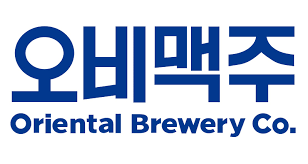 오비맥주
Oriental Brewery Co.